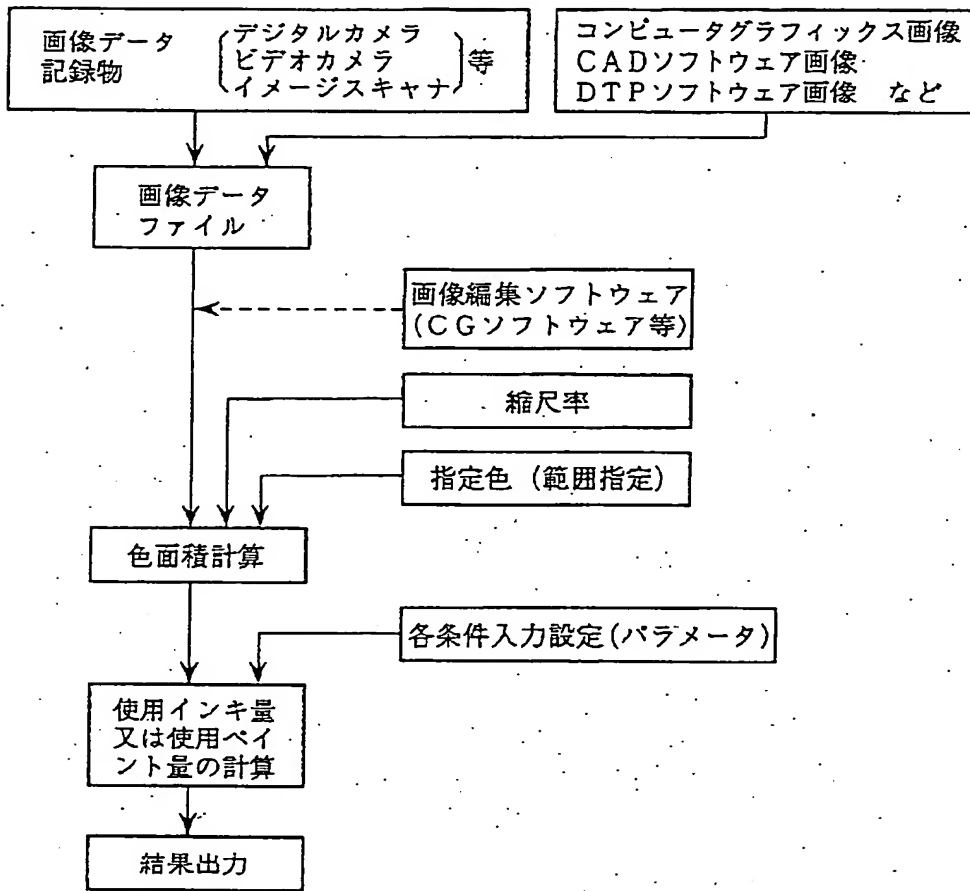 画像データ
記録物
デジタルカメラ
ビデオカメラ
イメージスキャナ
等
コンピュータグラフィックス画像
CADソフトウェア画像
DTPソフトウェア画像 など
画像データ
ファイル
画像編集ソフトウェア
(CGソフトウェア等)
縮尺率
指定色 (範囲指定)
色面積計算
各条件入力設定(パラメータ)
使用インキ量
又は使用ペイ
ント量の計算
結果出力